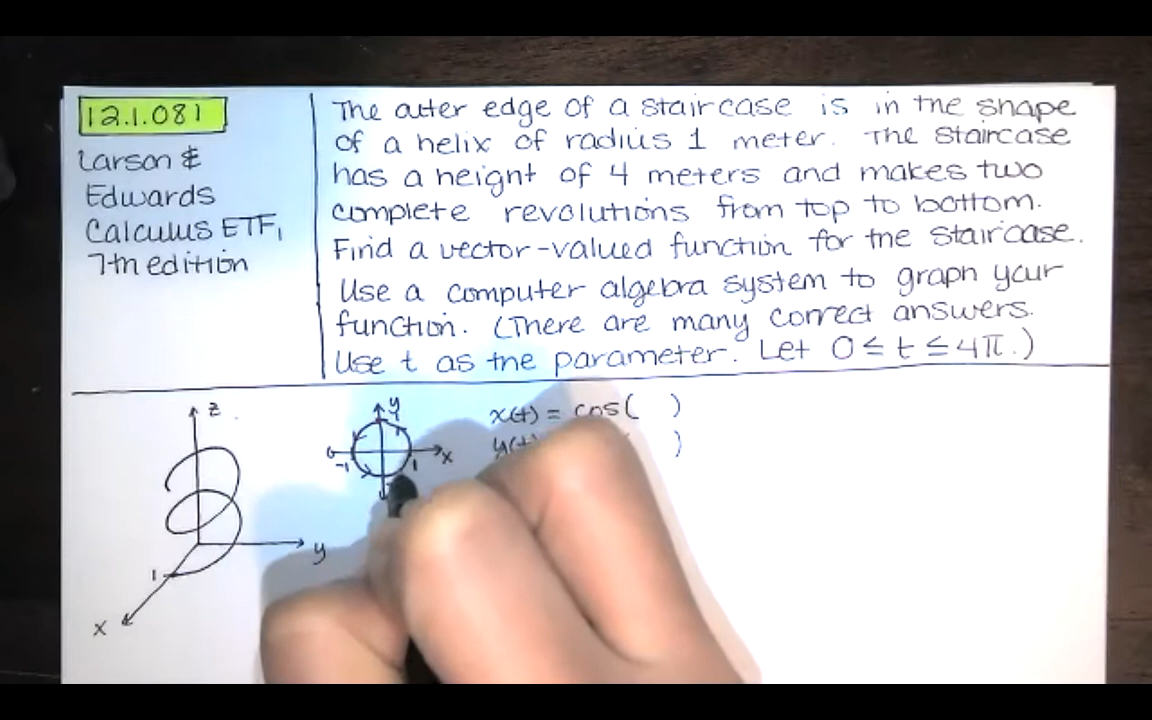 12.1.081
Larson &
Edwards
Calculus ETF,
7th edition
The outer edge of a staircase is in the shape
of a helix of radius 1 meter. The staircase
has a height of 4 meters and makes two
complete revolutions from top to bottom.
Find a vector-valued function for the staircase.
Use a computer algebra system to graph your
function. (There are many correct answers.
Use t as the parameter. Let 0 ≤ t ≤ 4π.)
z
y
x
1
y
1
x
-1
1
x(t) = cos( )
y(t) )